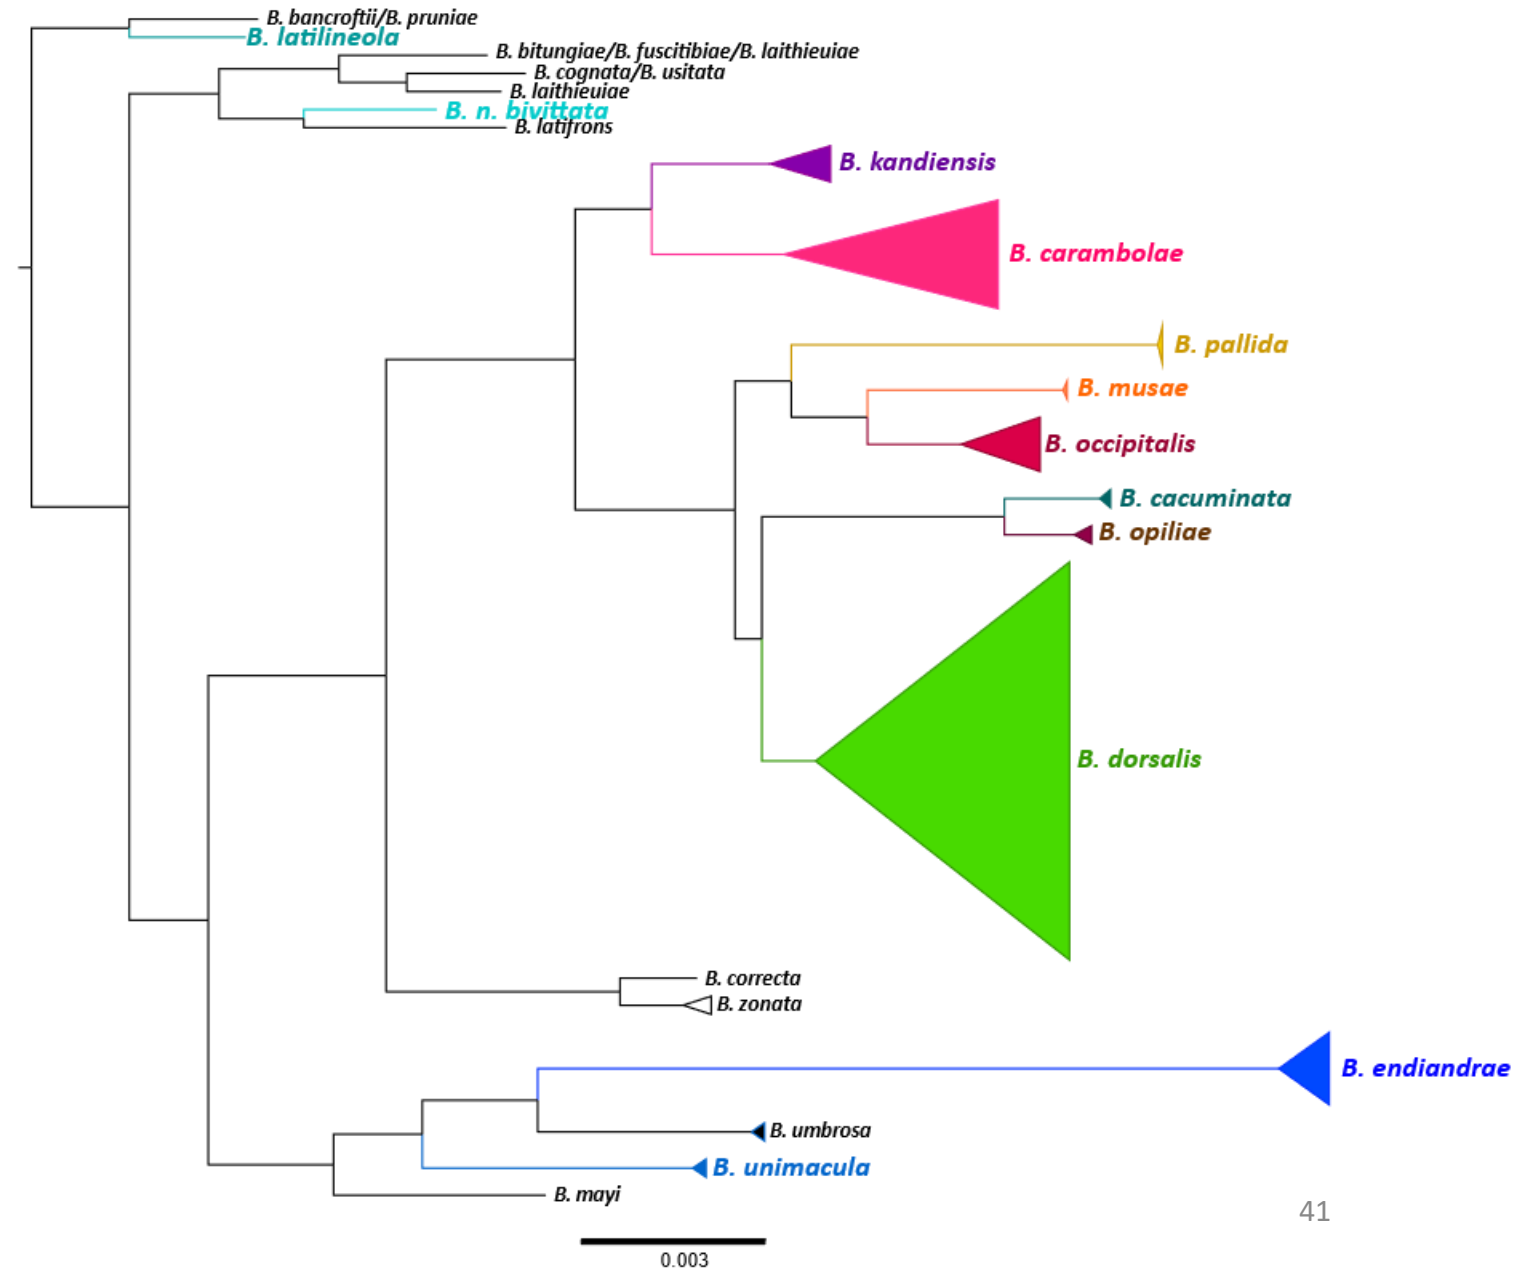 B. bancroftii/B. pruniae
B. latilineola
B. bitungiae/B. fuscitibiae/B. laithieuiae
B. cognata/B. usitata
B. laithieuiae
B. n. bivittata
B. latifrons
B. kandiensis
B. carambolae
B. pallida
B. musae
B. occipitalis
B. cacuminata
B. opiliae
B. dorsalis
B. correcta
B. zonata
B. endiandrae
B. umbrosa
B. unimacula
B. mayi
41
0.003